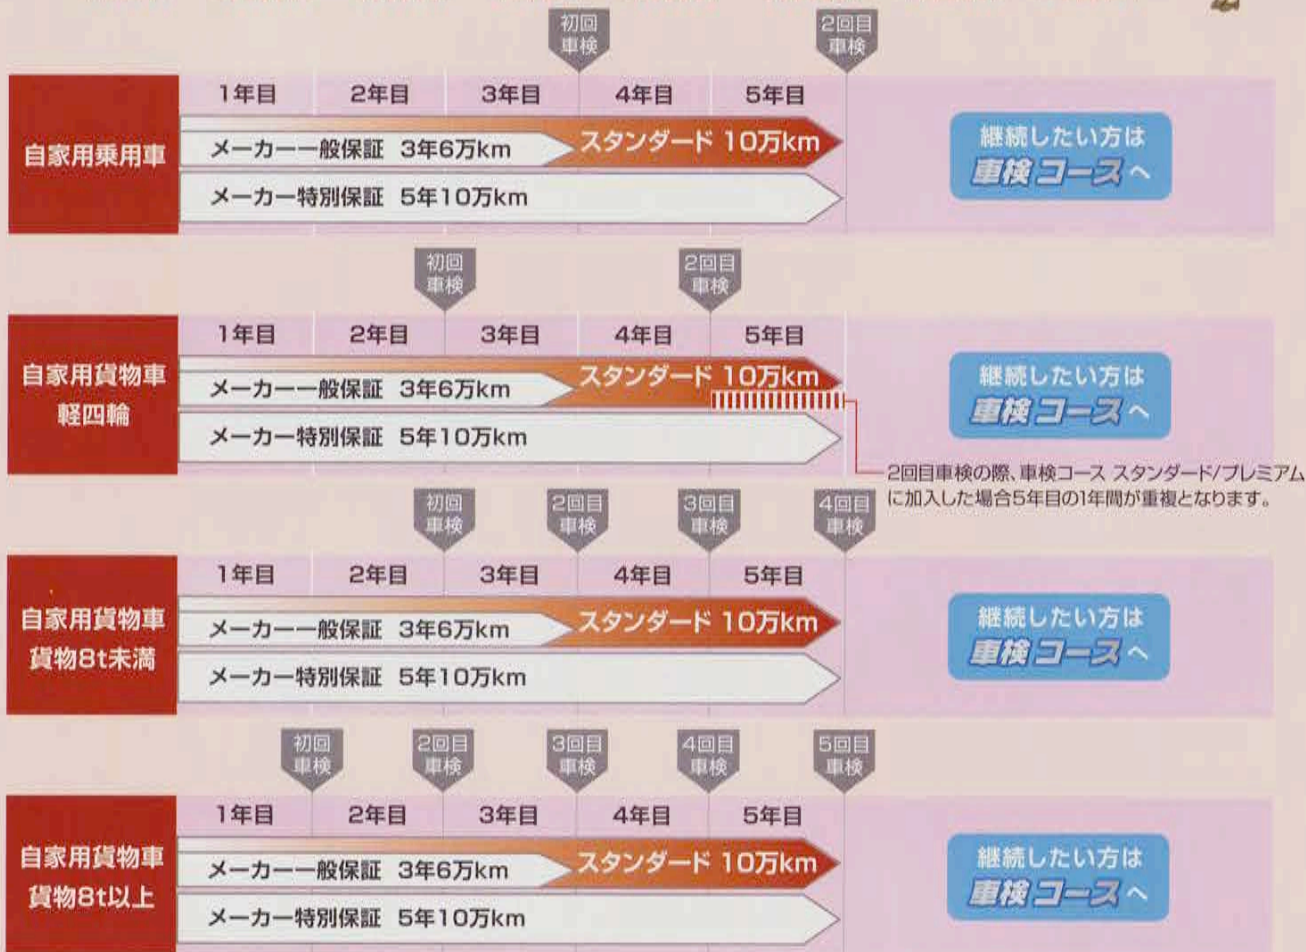 初回
車検
2回目
車検
自家用乗用車
1年目 2年目 3年目 4年目 5年目
メーカー一般保証 3年6万km
スタンダード 10万km
メーカー特別保証 5年10万km
継続したい方は
車検コースへ
初回
車検
2回目
車検
自家用貨物車
軽四輪
1年目 2年目 3年目 4年目 5年目
メーカー一般保証 3年6万km
スタンダード 10万km
メーカー特別保証 5年10万km
継続したい方は
車検コースへ
2回目車検の際、車検コース スタンダード/プレミアム
に加入した場合5年目の1年間が重複となります。
初回
車検
2回目
車検
3回目
車検
4回目
車検
自家用貨物車
貨物8t未満
1年目 2年目 3年目 4年目 5年目
メーカー一般保証 3年6万km
スタンダード 10万km
メーカー特別保証 5年10万km
継続したい方は
車検コースへ
初回
車検
2回目
車検
3回目
車検
4回目
車検
5回目
車検
自家用貨物車
貨物8t以上
1年目 2年目 3年目 4年目 5年目
メーカー一般保証 3年6万km
スタンダード 10万km
メーカー特別保証 5年10万km
継続したい方は
車検コースへ